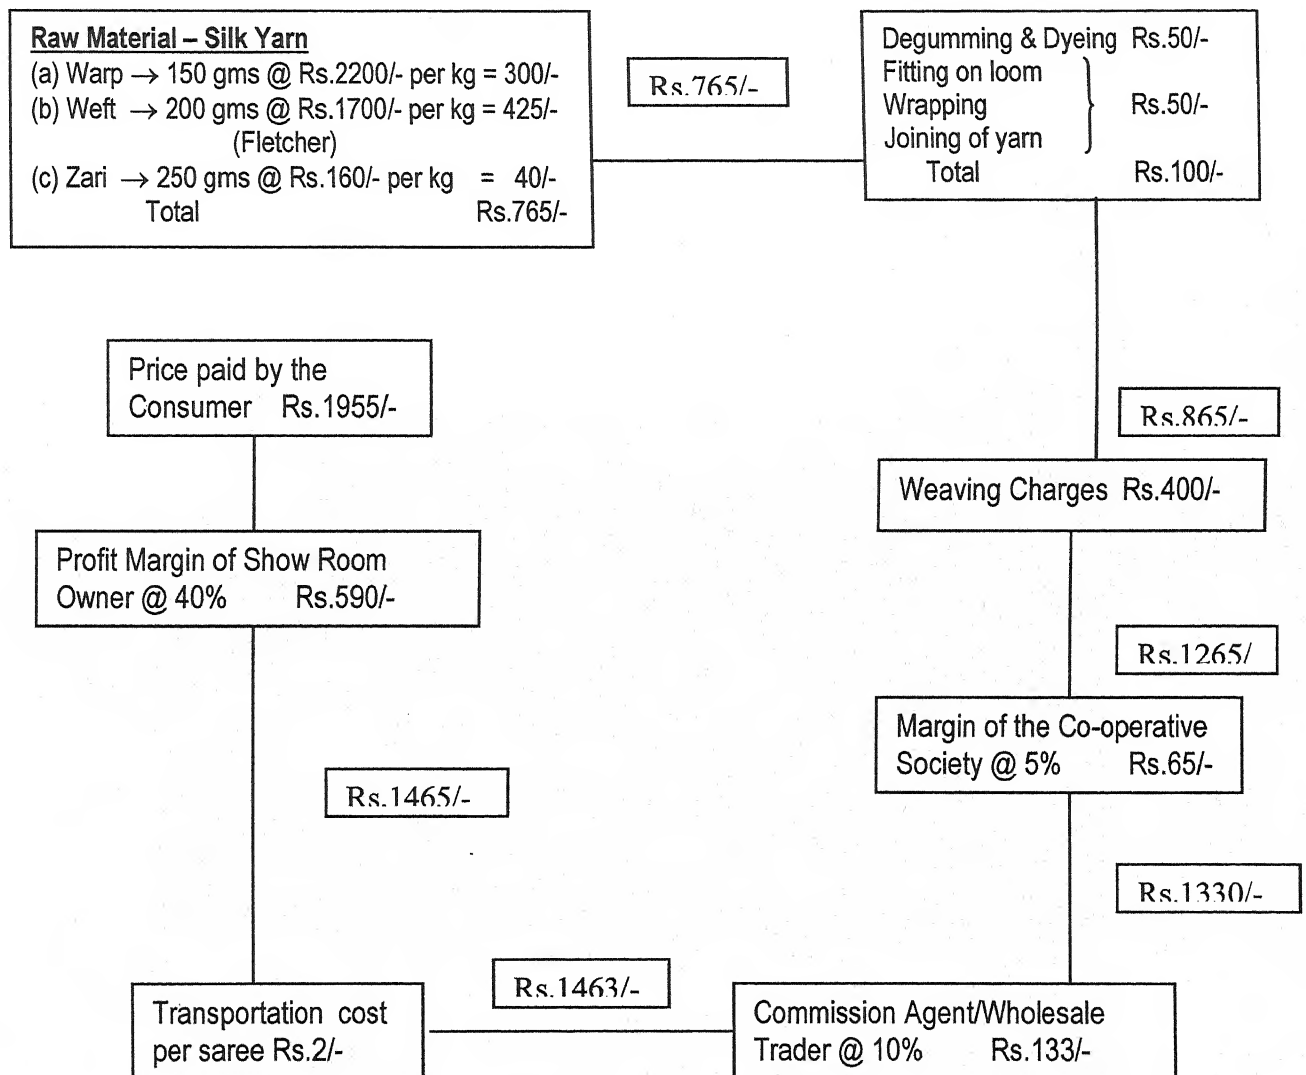 Raw Material – Silk Yarn
(a) Warp → 150 gms @ Rs.2200/- per kg = 300/-
(b) Weft → 200 gms @ Rs.1700/- per kg = 425/-
(Fletcher)
(c) Zari → 250 gms @ Rs.160/- per kg = 40/-
Total Rs.765/-
Rs.765/-
Degumming & Dyeing Rs.50/-
Fitting on loom
Wrapping Rs.50/-
Joining of yarn
Total Rs.100/-
Rs.865/-
Weaving Charges Rs.400/-
Rs.1265/
Margin of the Co-operative
Society @ 5% Rs.65/-
Rs.1330/-
Commission Agent/Wholesale
Trader @ 10% Rs.133/-
Rs.1463/-
Transportation cost
per saree Rs.2/-
Rs.1465/-
Profit Margin of Show Room
Owner @ 40% Rs.590/-
Price paid by the
Consumer Rs.1955/-